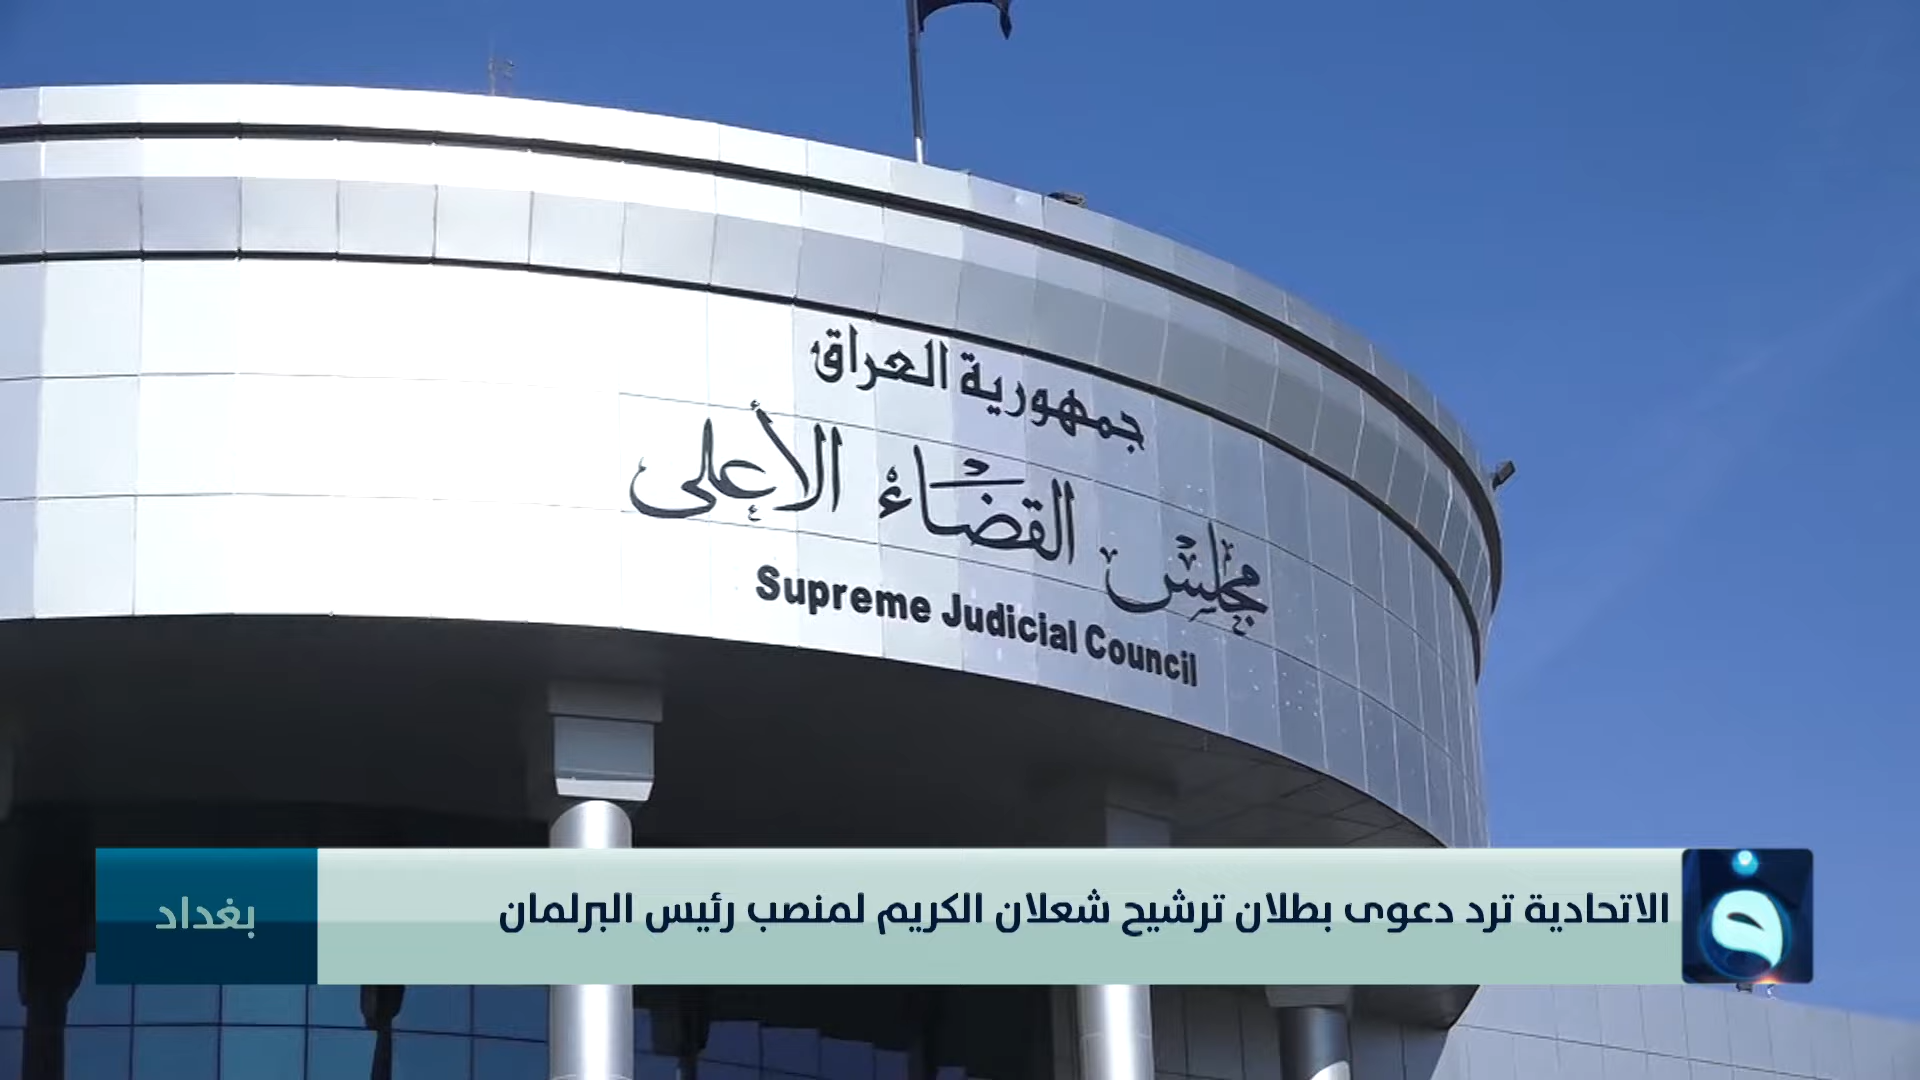 جمهورية العراق
مجلس القضاء الأعلى
Supreme Judicial Council
الاتحادية ترد دعوى بطلان ترشيح شعلان الكريم لمنصب رئيس البرلمان
بغداد